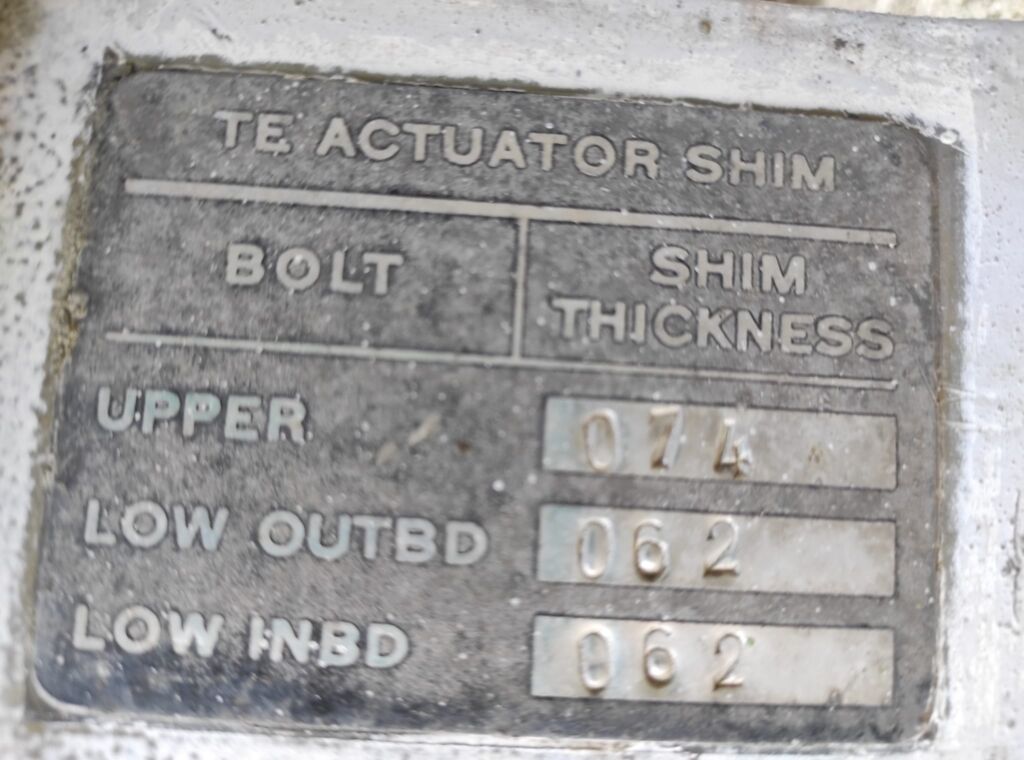 TE ACTUATOR SHIM
BOLT
SHIM
THICKNESS
UPPER 074
LOW OUTBD 062
LOW INBD 062